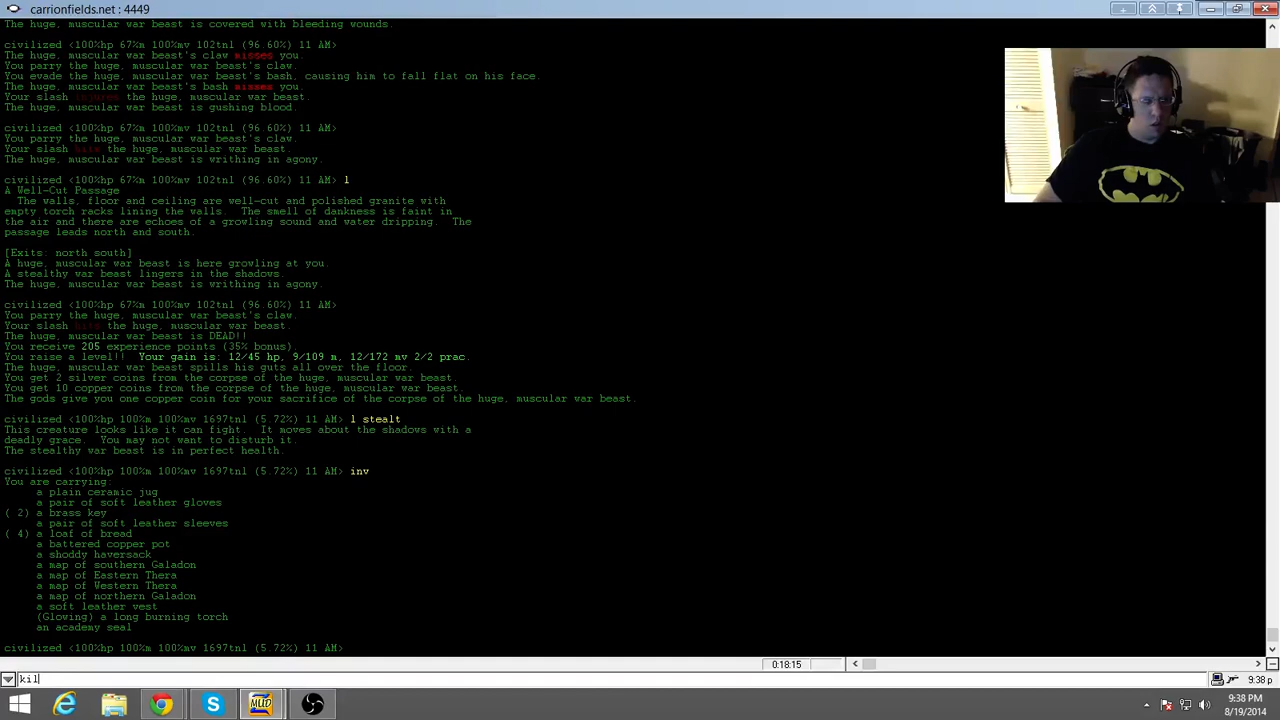 carrionfields.net : 4449
The huge, muscular war beast is covered with bleeding wounds.
civilized <100%hp 67%m 100%mv 102tnl (96.60%) 11 AM>
The huge, muscular war beast's claw misses you.
You parry the huge, muscular war beast's claw.
You evade the huge, muscular war beast's bash, causing him to fall flat on his face.
The huge, muscular war beast's bash misses you.
Your slash injures the huge, muscular war beast.
The huge, muscular war beast is gushing blood.
civilized <100%hp 67%m 100%mv 102tnl (96.60%) 11 AM>
You parry the huge, muscular war beast's claw.
Your slash hits the huge, muscular war beast.
The huge, muscular war beast is writhing in agony.
civilized <100%hp 67%m 100%mv 102tnl (96.60%) 11 AM>
A Well-Cut Passage
The walls, floor and ceiling are well-cut and polished granite with
empty torch racks lining the walls. The smell of dankness is faint in
the air and there are echoes of a growling sound and water dripping. The
passage leads north and south.
[Exits: north south]
A huge, muscular war beast is here growling at you.
A stealthy war beast lingers in the shadows.
The huge, muscular war beast is writhing in agony.
civilized <100%hp 67%m 100%mv 102tnl (96.60%) 11 AM>
You parry the huge, muscular war beast's claw.
Your slash hits the huge, muscular war beast.
The huge, muscular war beast is DEAD!!
You receive 205 experience points (35% bonus).
You raise a level!! Your gain is: 12/45 hp, 9/109 m, 12/172 mv 2/2 prac.
The huge, muscular war beast spills his guts all over the floor.
You get 2 silver coins from the corpse of the huge, muscular war beast.
You get 10 copper coins from the corpse of the huge, muscular war beast.
The gods give you one copper coin for your sacrifice of the corpse of the huge, muscular war beast.
civilized <100%hp 100%m 100%mv 1697tnl (5.72%) 11 AM> l stealt
This creature looks like it can fight. It moves about the shadows with a
deadly grace. You may not want to disturb it.
The stealthy war beast is in perfect health.
civilized <100%hp 100%m 100%mv 1697tnl (5.72%) 11 AM> inv
You are carrying:
a plain ceramic jug
a pair of soft leather gloves
( 2) a brass key
a pair of soft leather sleeves
( 4) a loaf of bread
a battered copper pot
a shoddy haversack
a map of southern Galadon
a map of Eastern Thera
a map of Western Thera
a map of northern Galadon
a soft leather vest
(Glowing) a long burning torch
an academy seal
civilized <100%hp 100%m 100%mv 1697tnl (5.72%) 11 AM>
0:18:15
kil
9:38 p
MUD
9:38 PM
8/19/2014